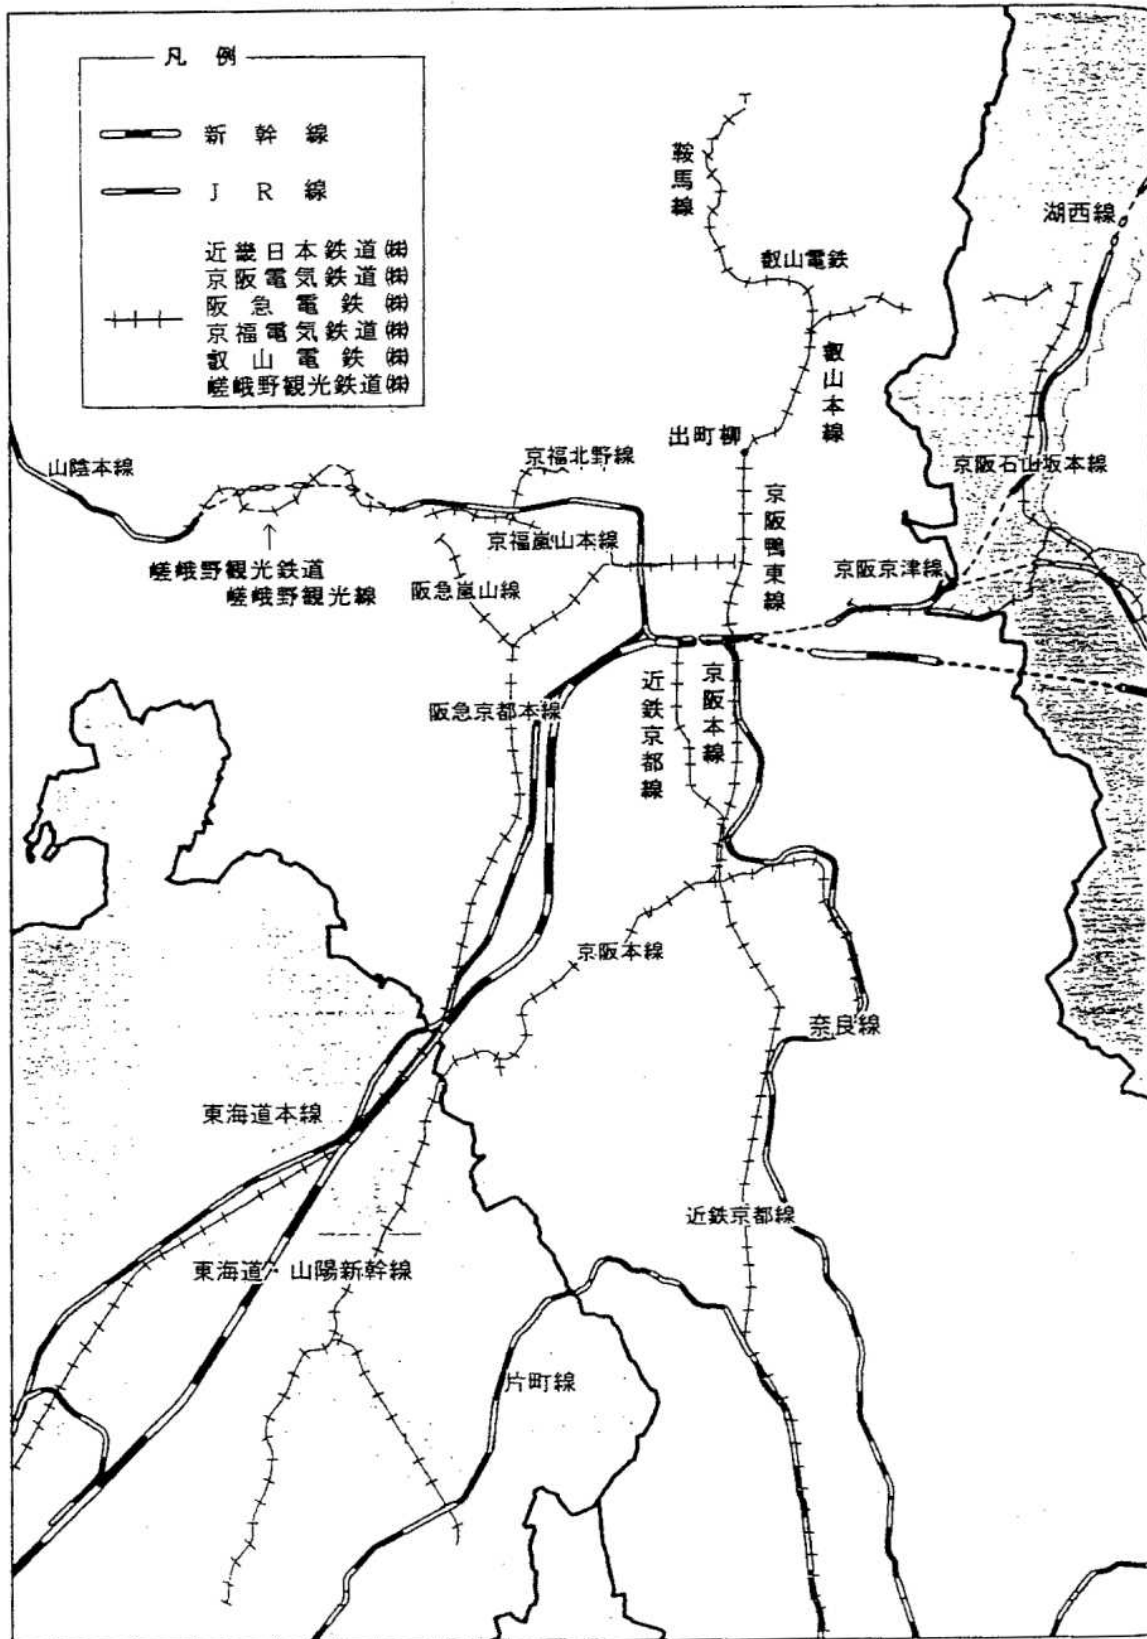 凡例
新幹線
JR線
近畿日本鉄道㈱
京阪電気鉄道㈱
阪急電鉄㈱
京福電気鉄道㈱
叡山電鉄㈱
嵯峨野観光鉄道㈱
鞍馬線
湖西線
叡山電鉄
叡山本線
出町柳
山陰本線
京福北野線
京阪石山坂本線
京阪鴨東線
京福嵐山本線
嵯峨野観光鉄道
嵯峨野観光線
阪急嵐山線
京阪京津線
阪急京都本線
近鉄京都線
京阪本線
京阪本線
奈良線
東海道本線
近鉄京都線
東海道・山陽新幹線
片町線